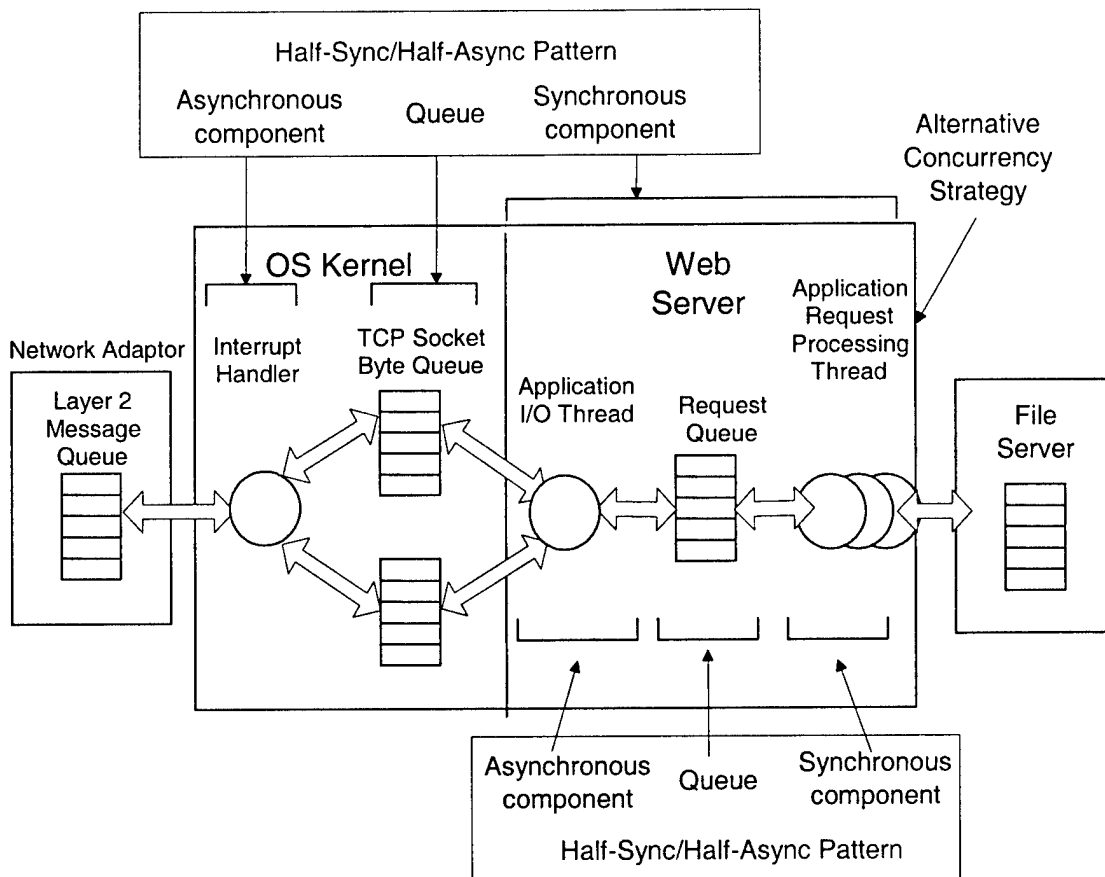 Half-Sync/Half-Async Pattern
Asynchronous
component
Queue
Synchronous
component
Alternative
Concurrency
Strategy
OS Kernel
Web
Server
Network Adaptor
Layer 2
Message
Queue
Interrupt
Handler
TCP Socket
Byte Queue
Application
I/O Thread
Request
Queue
Application
Request
Processing
Thread
File
Server
Asynchronous
component
Queue
Synchronous
component
Half-Sync/Half-Async Pattern